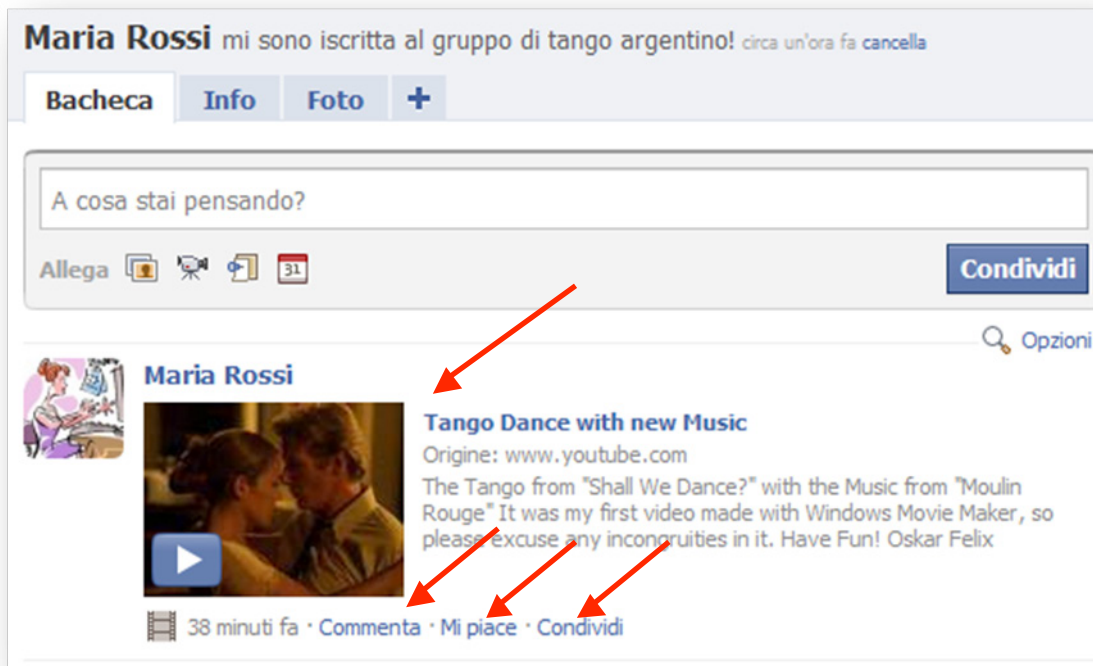 Maria Rossi mi sono iscritta al gruppo di tango argentino! circa un'ora fa cancella
Bacheca Info Foto +
A cosa stai pensando?
Allega 31 Condividi
Opzioni
Maria Rossi
Tango Dance with new Music
Origine: www.youtube.com
The Tango from "Shall We Dance?" with the Music from "Moulin
Rouge" It was my first video made with Windows Movie Maker, so
please excuse any incongruities in it. Have Fun! Oskar Felix
38 minuti fa · Commenta · Mi piace · Condividi